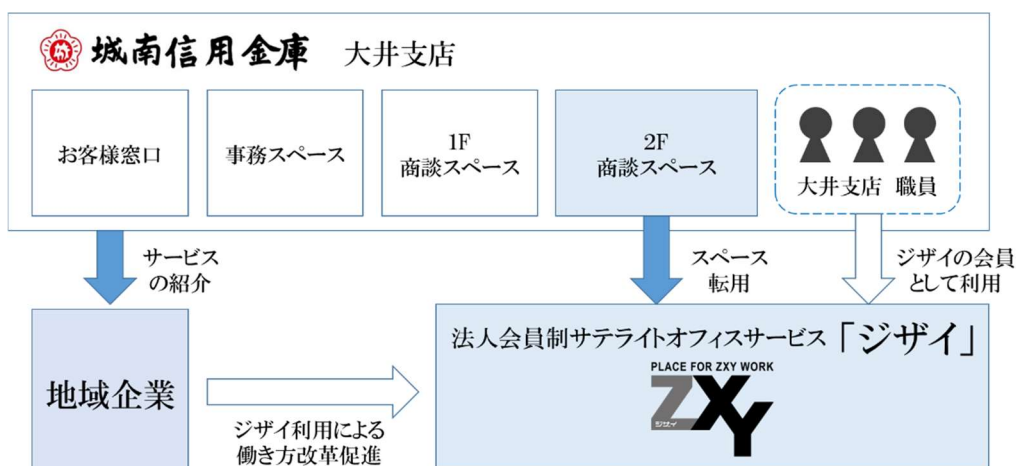 城南信用金庫 大井支店
お客様窓口
事務スペース
1F
商談スペース
2F
商談スペース
大井支店 職員
サービス
の紹介
スペース
転用
ジザイの会員
として利用
地域企業
ジザイ利用による
働き方改革促進
法人会員制サテライトオフィスサービス「ジザイ」
PLACE FOR ZXY WORK
ZXY
ジザイ